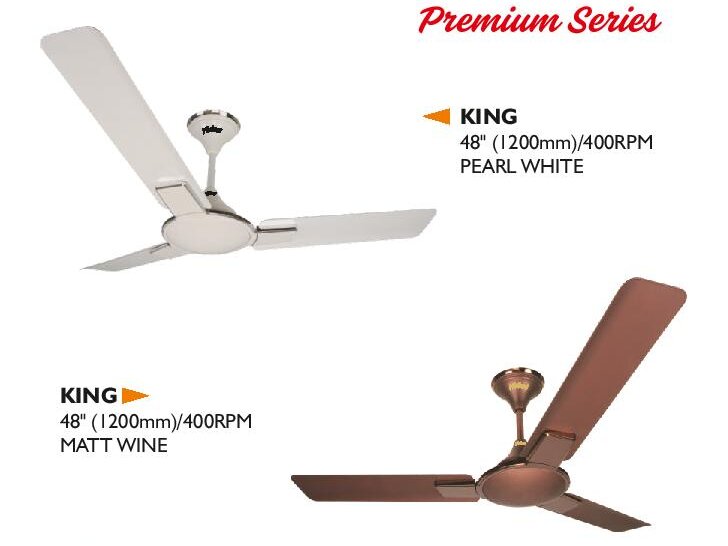 Premium Series
KING
48" (1200mm)/400RPM
PEARL WHITE
KING
48" (1200mm)/400RPM
MATT WINE